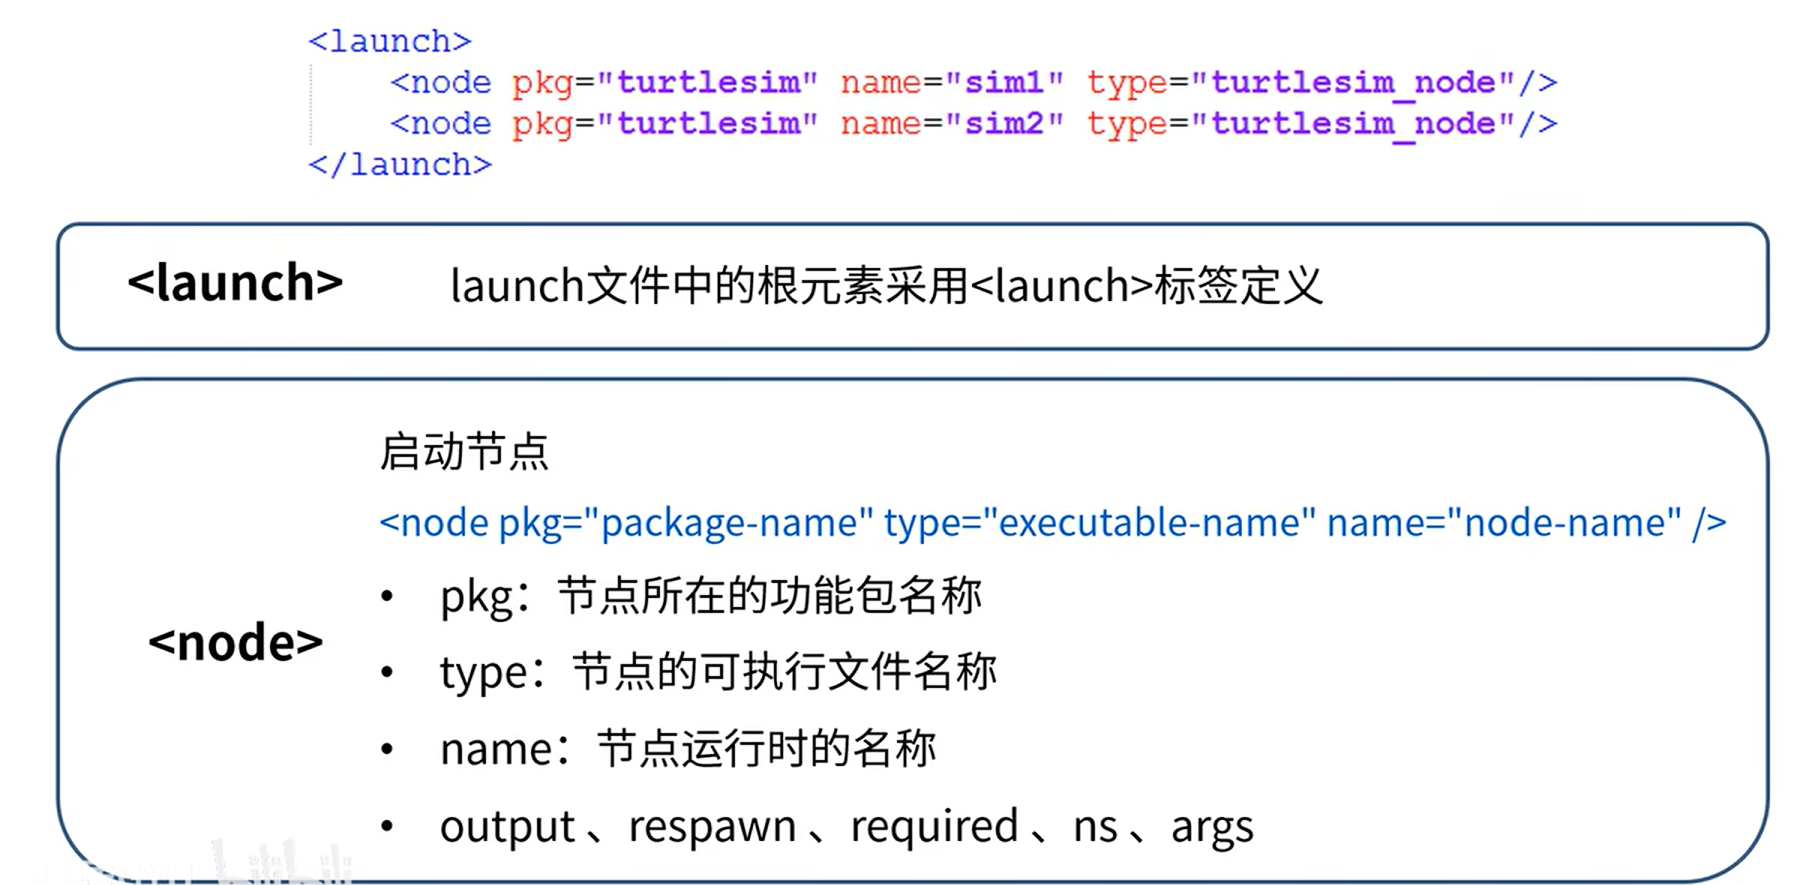 <launch>
<node pkg="turtlesim" name="sim1" type="turtlesim_node"/>
<node pkg="turtlesim" name="sim2" type="turtlesim_node"/>
</launch>
<launch> launch文件中的根元素采用<launch>标签定义
启动节点
<node pkg="package-name" type="executable-name" name="node-name" />
• pkg：节点所在的功能包名称
<node>
• type：节点的可执行文件名称
• name：节点运行时的名称
• output 、respawn 、required 、ns 、args